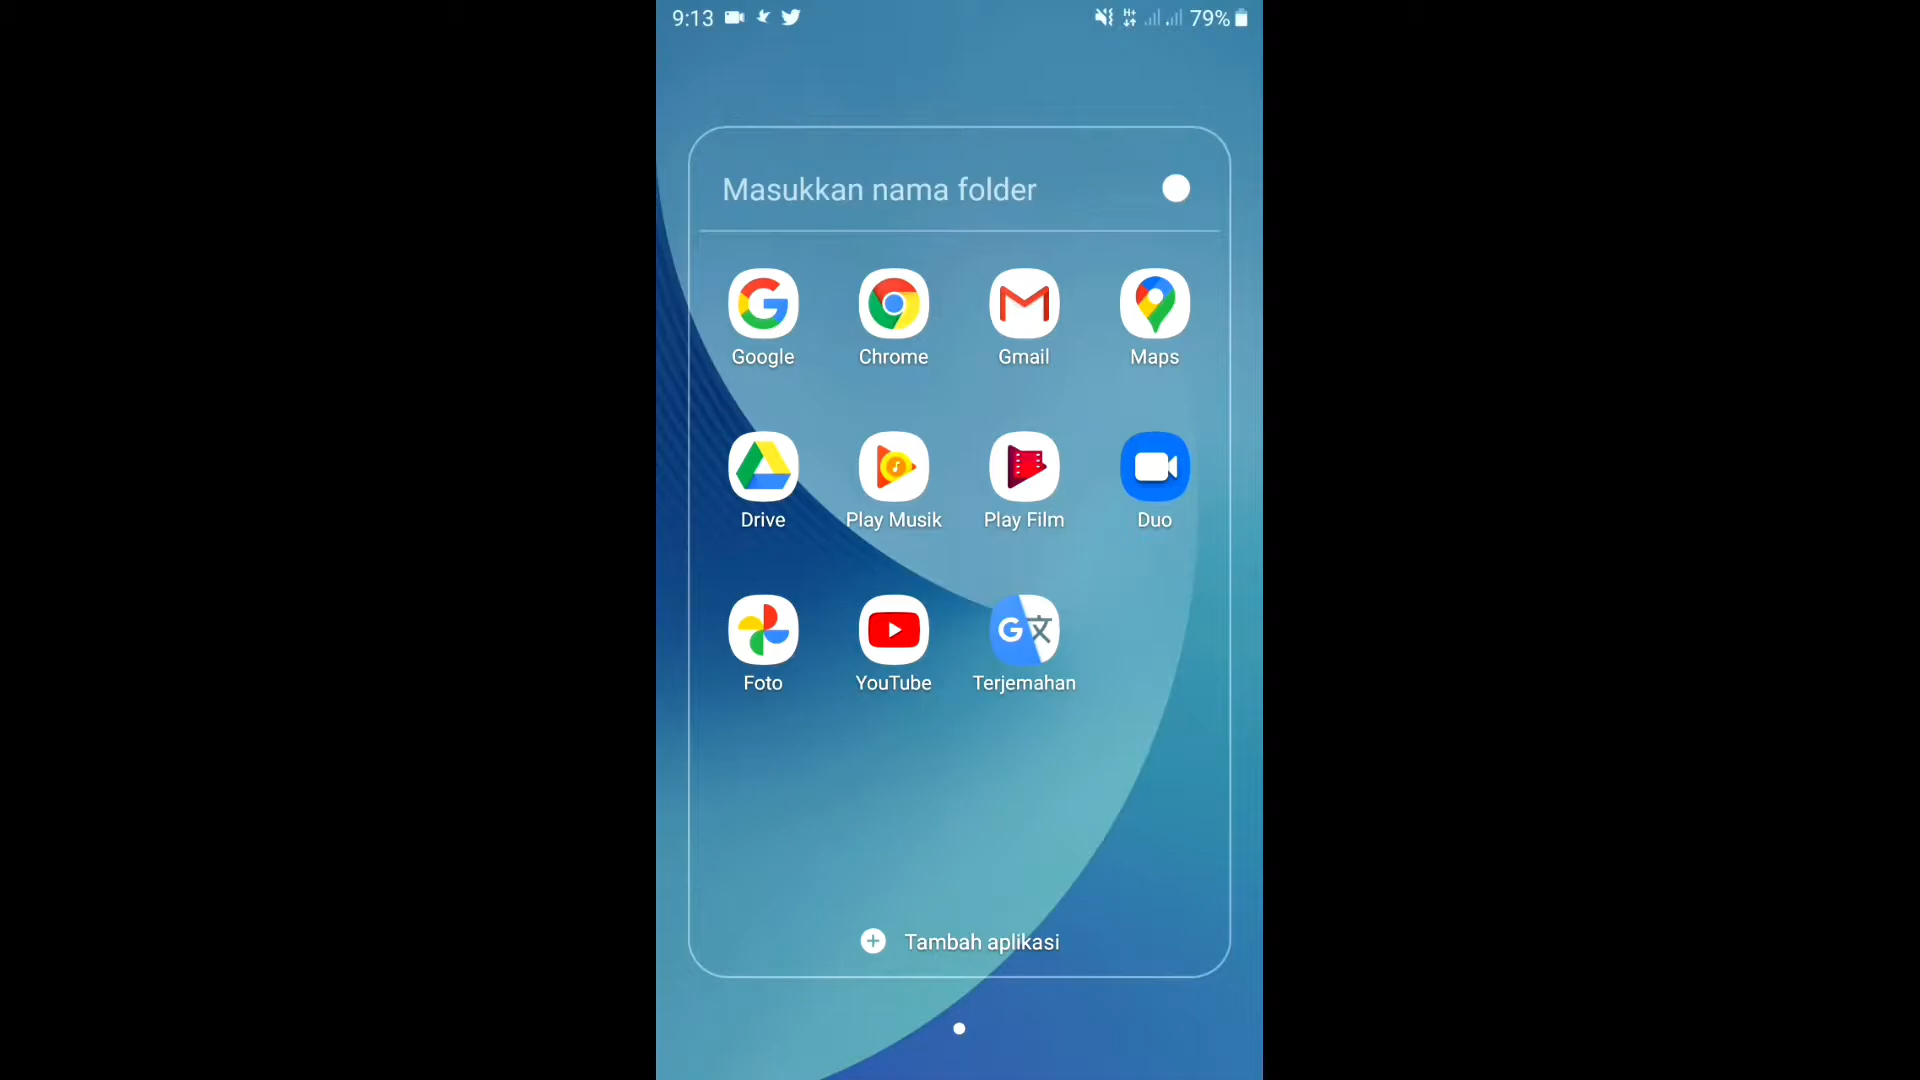 9:13 79%
Masukkan nama folder
Google Chrome Gmail Maps
Drive Play Musik Play Film Duo
Foto YouTube Terjemahan
Tambah aplikasi